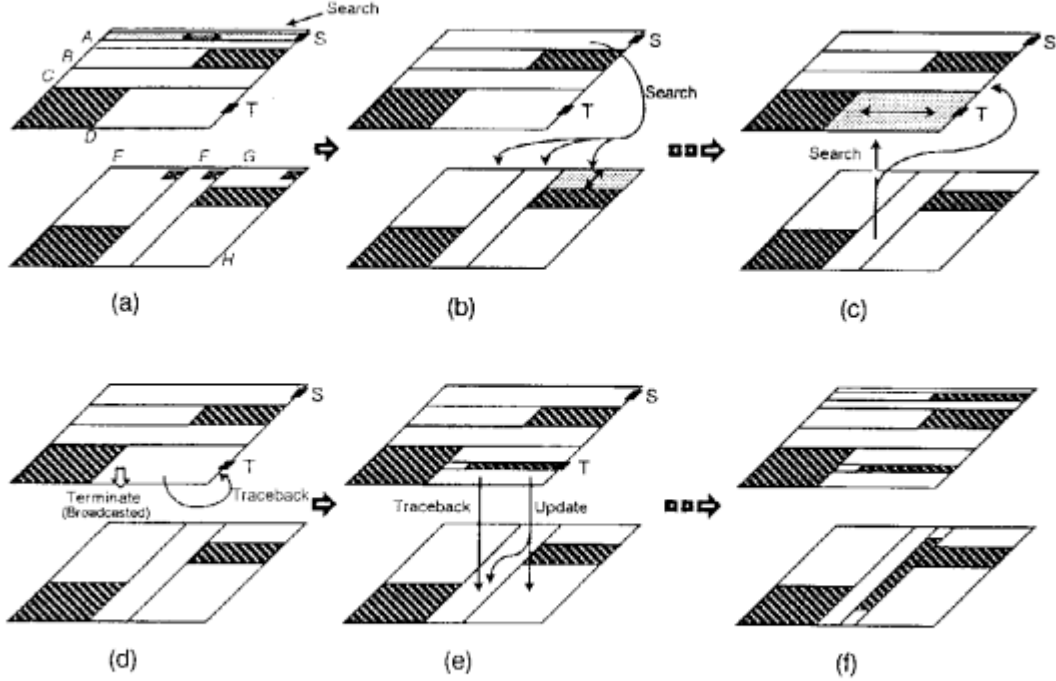 Search
A
S
B
C
T
D
E F G
H
(a)
S
Search
T
(b)
S
T
Search
(c)
S
T
Terminate
(Broadcasted)
Traceback
(d)
S
T
Traceback
Update
(e)
(f)